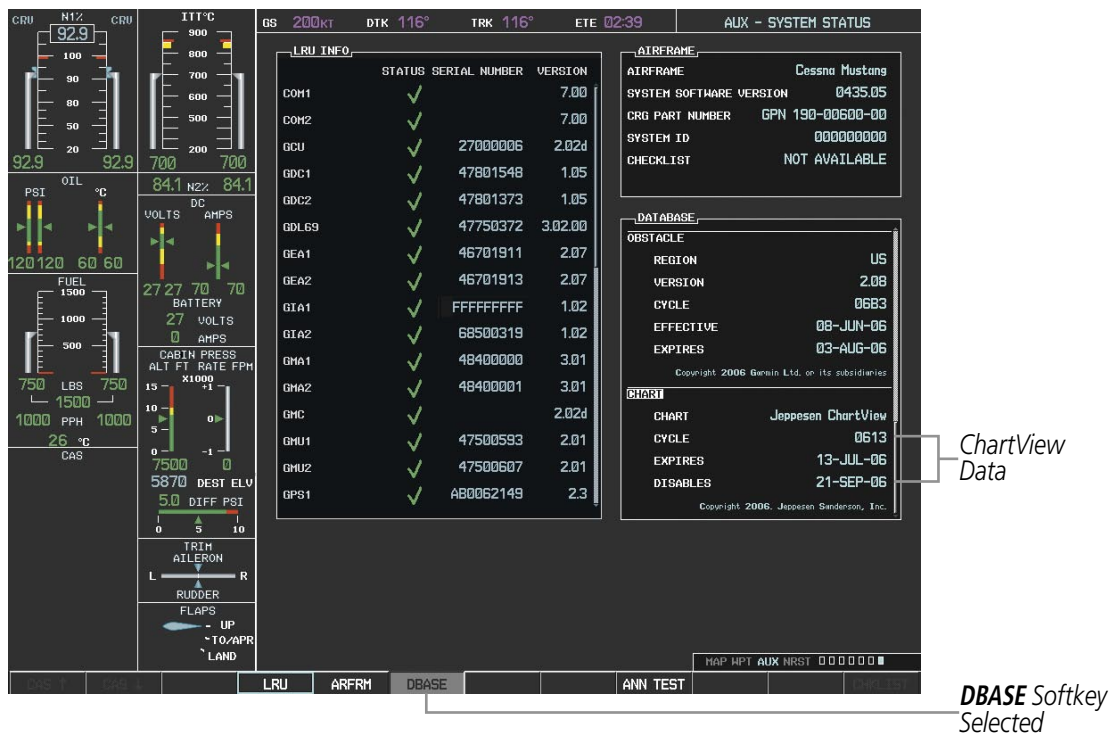 GS 200KT DTK 116° TRK 116° ETE 02:39 AUX - SYSTEM STATUS
CRU N1% CRU
92.9
100
90
80
50
20
92.9 92.9
ITT°C
900
800
700
600
500
200
700 700
84.1 N2% 84.1
OIL
PSI °C
120 120 60 60
DC
VOLTS AMPS
27 27 70 70
BATTERY
27 VOLTS
0 AMPS
FUEL
1500
1000
500
750 LBS 750
1500
1000 PPH 1000
26 °C
CAS
CABIN PRESS
ALT FT RATE FPM
X1000
15 +1
10
0
5
0 -1
7500 0
5870 DEST ELV
5.0 DIFF PSI
0 5 10
TRIM
AILERON
L R
RUDDER
FLAPS
UP
TO/APR
LAND
LRU INFO
STATUS SERIAL NUMBER VERSION
COM1 ✓ 7.00
COM2 ✓ 7.00
GCU ✓ 27000006 2.02d
GDC1 ✓ 47801548 1.05
GDC2 ✓ 47801373 1.05
GDL69 ✓ 47750372 3.02.00
GEA1 ✓ 46701911 2.07
GEA2 ✓ 46701913 2.07
GIA1 ✓ FFFFFFFFF 1.02
GIA2 ✓ 68500319 1.02
GMA1 ✓ 48400000 3.01
GMA2 ✓ 48400001 3.01
GMC ✓ 2.02d
GMU1 ✓ 47500593 2.01
GMU2 ✓ 47500607 2.01
GPS1 ✓ AB0062149 2.3
AIRFRAME
AIRFRAME Cessna Mustang
SYSTEM SOFTWARE VERSION 0435.05
CRG PART NUMBER GPN 190-00600-00
SYSTEM ID 000000000
CHECKLIST NOT AVAILABLE
DATABASE
OBSTACLE
REGION US
VERSION 2.08
CYCLE 06B3
EFFECTIVE 08-JUN-06
EXPIRES 03-AUG-06
Copyright 2006 Garmin Ltd. or its subsidiaries
CHART
CHART Jeppesen ChartView
CYCLE 0613
EXPIRES 13-JUL-06
DISABLES 21-SEP-06
Copyright 2006, Jeppesen Sanderson, Inc.
ChartView
Data
MAP WPT AUX NRST
CAS ↑ CAS ↓ LRU ARFRM DBASE ANN TEST CHKLIST
DBASE Softkey
Selected